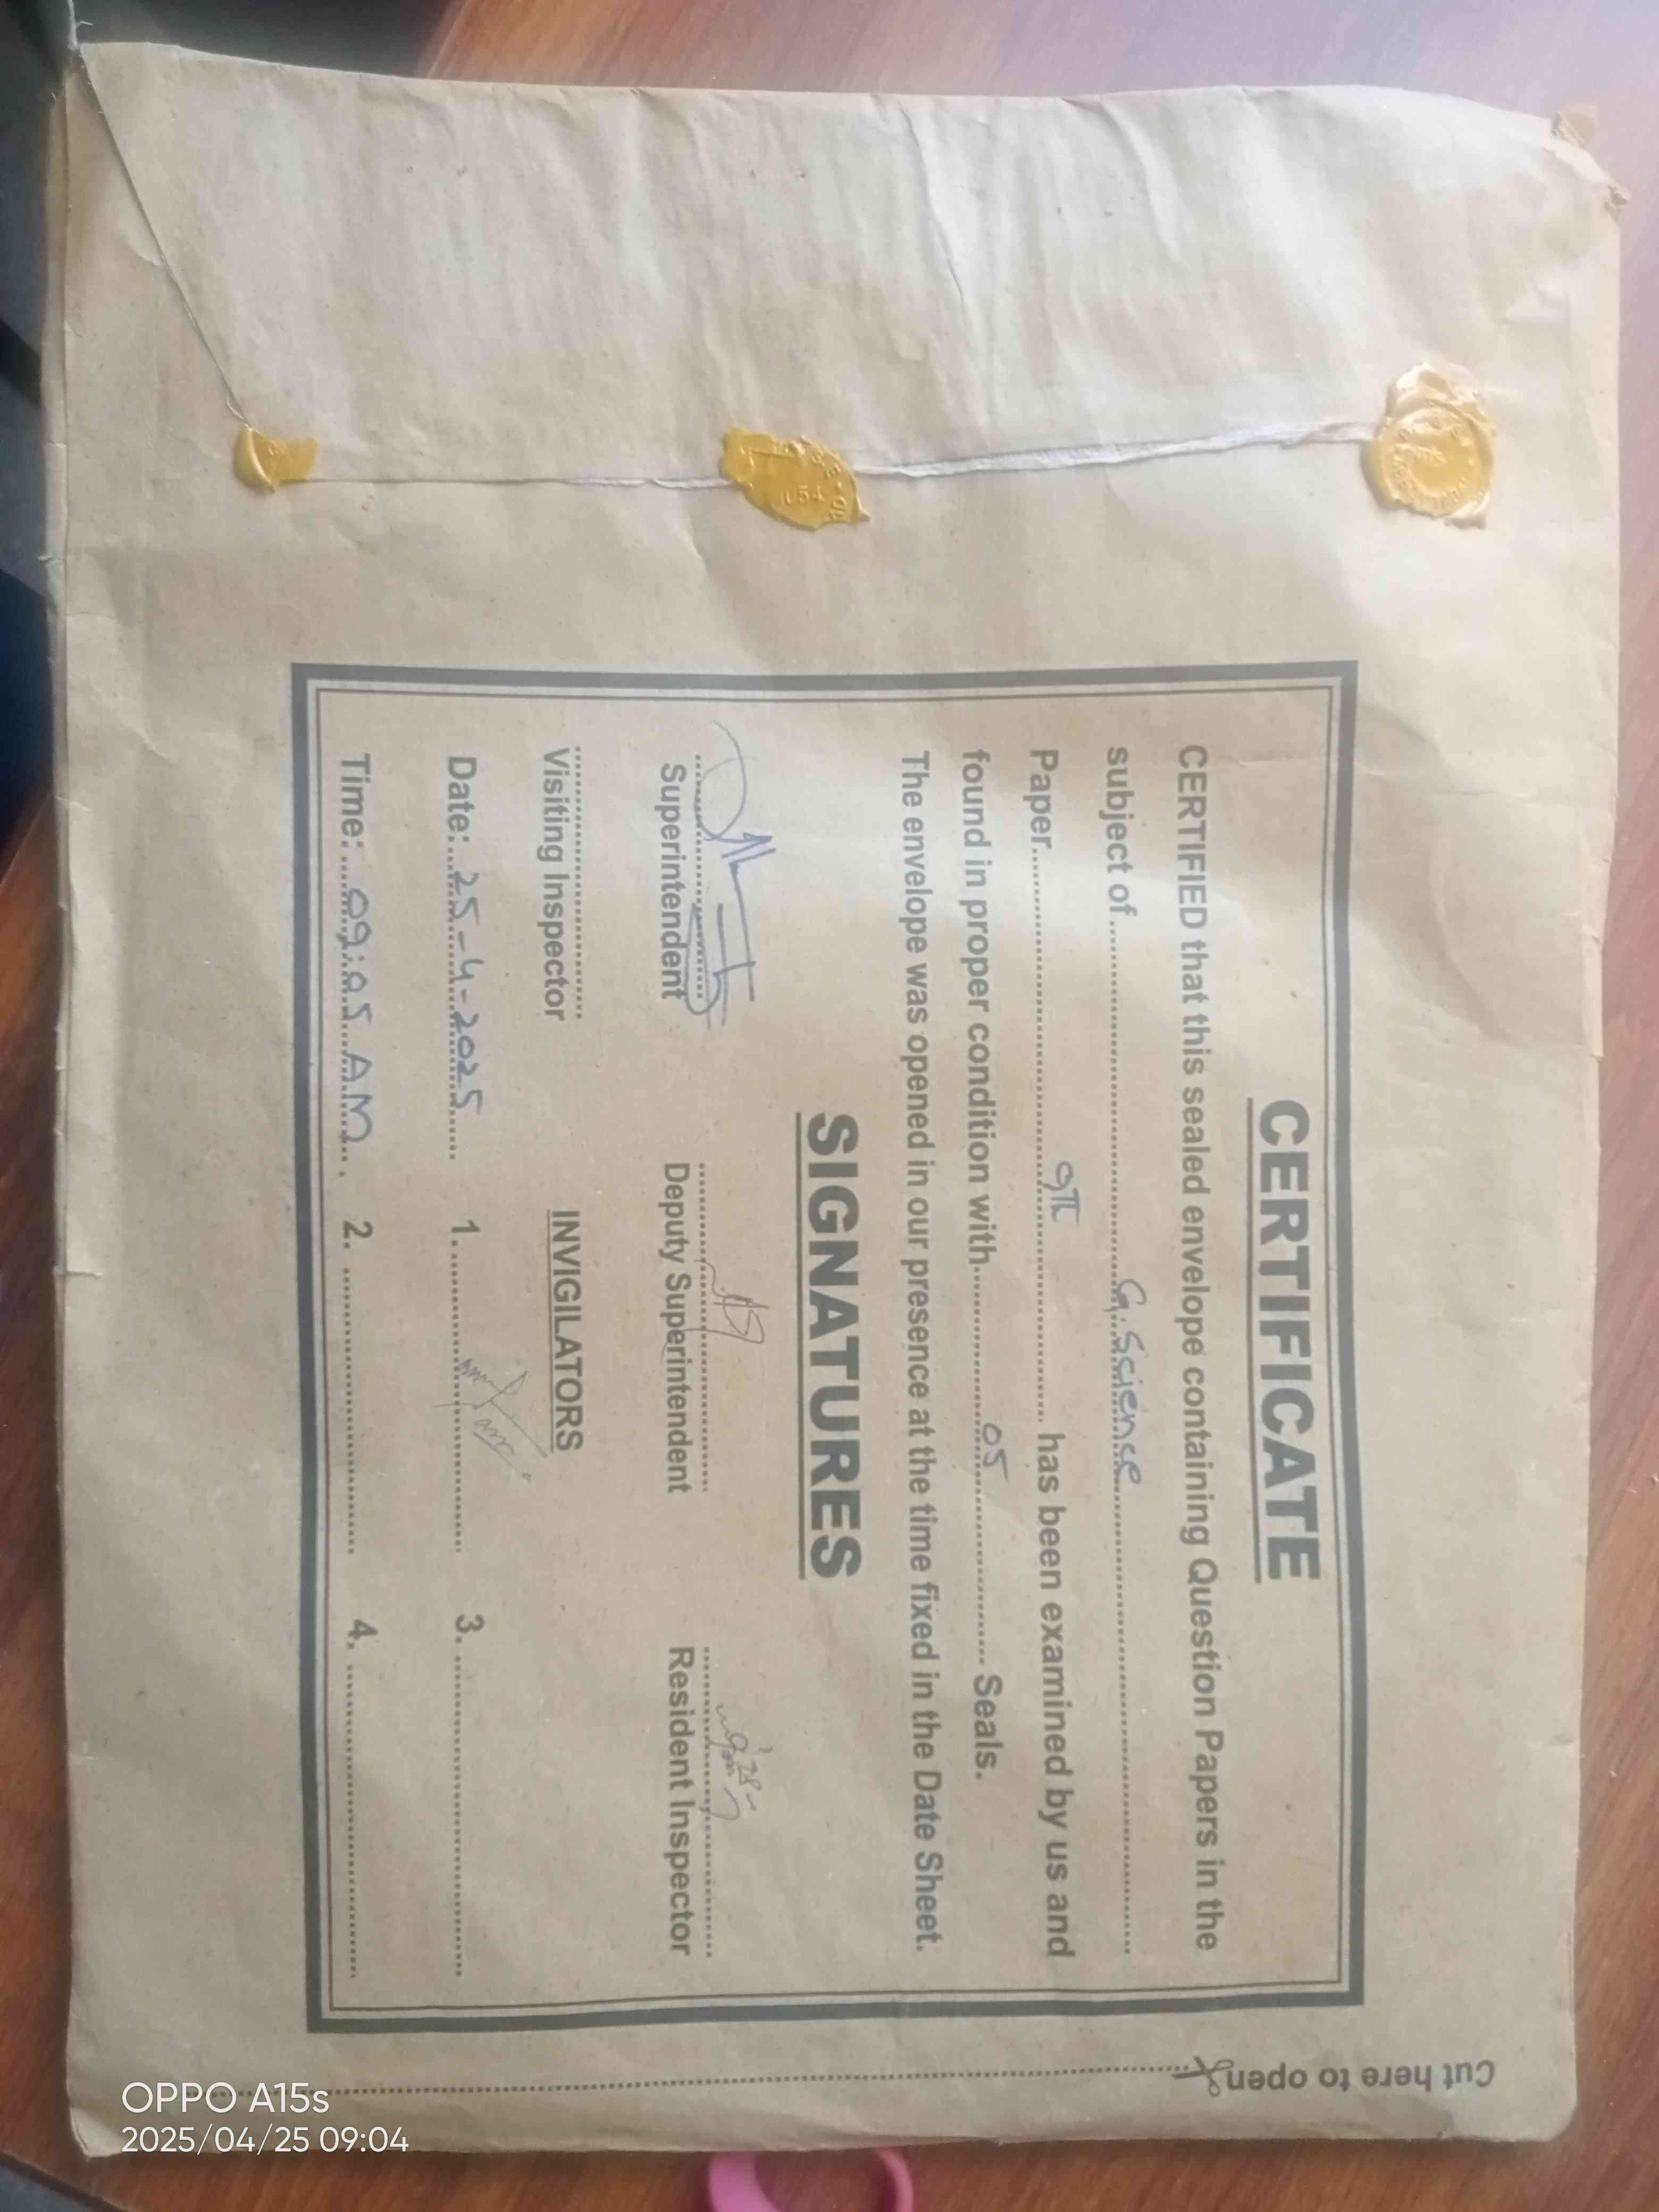 CERTIFICATE
CERTIFIED that this sealed envelope containing Question Papers in the
subject of G. Science
Paper 9th has been examined by us and
found in proper condition with 05 Seals.
The envelope was opened in our presence at the time fixed in the Date Sheet.
SIGNATURES
Superintendent Deputy Superintendent Resident Inspector
Visiting Inspector
INVIGILATORS
Date: 25-4-2025 1. 3.
Time: 09:05 AM 2. 4.
Cut here to open
OPPO A15s
2025/04/25 09:04